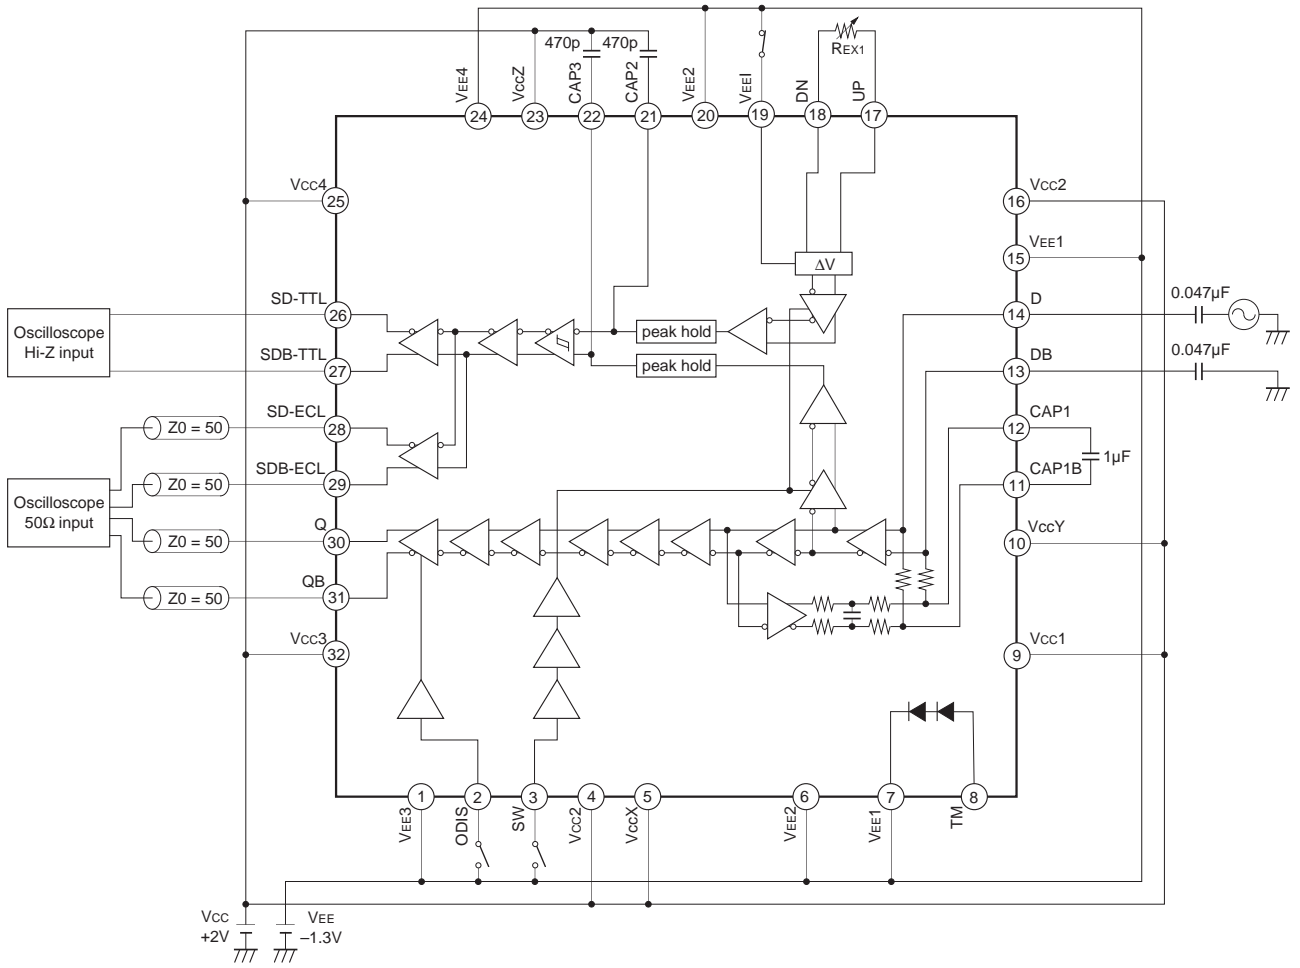 470p 470p
REX1
VEE4
VccZ
CAP3
CAP2
VEE2
VEEI
DN
UP
24 23 22 21 20 19 18 17
Vcc4
25
Vcc2
16
VEE1
15
ΔV
SD-TTL
26
D
14
0.047μF
Oscilloscope
Hi-Z input
peak hold
SDB-TTL
27
peak hold
DB
13
0.047μF
SD-ECL
28
Z0 = 50
CAP1
12
1μF
SDB-ECL
29
Z0 = 50
CAP1B
11
Oscilloscope
50Ω input
Q
30
Z0 = 50
VccY
10
QB
31
Z0 = 50
Vcc3
32
Vcc1
9
1 2 3 4 5 6 7 8
VEE3
ODIS
SW
Vcc2
VccX
VEE2
VEE1
TM
Vcc
+2V
VEE
–1.3V